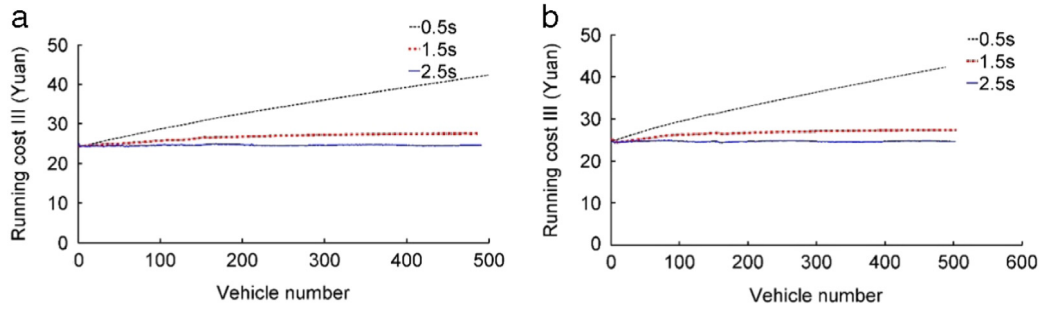 a
0.5s
1.5s
2.5s
Running cost III (Yuan)
50
40
30
20
10
0
0 100 200 300 400 500
Vehicle number
b
0.5s
1.5s
2.5s
Running cost III (Yuan)
50
40
30
20
10
0
0 100 200 300 400 500 600
Vehicle number